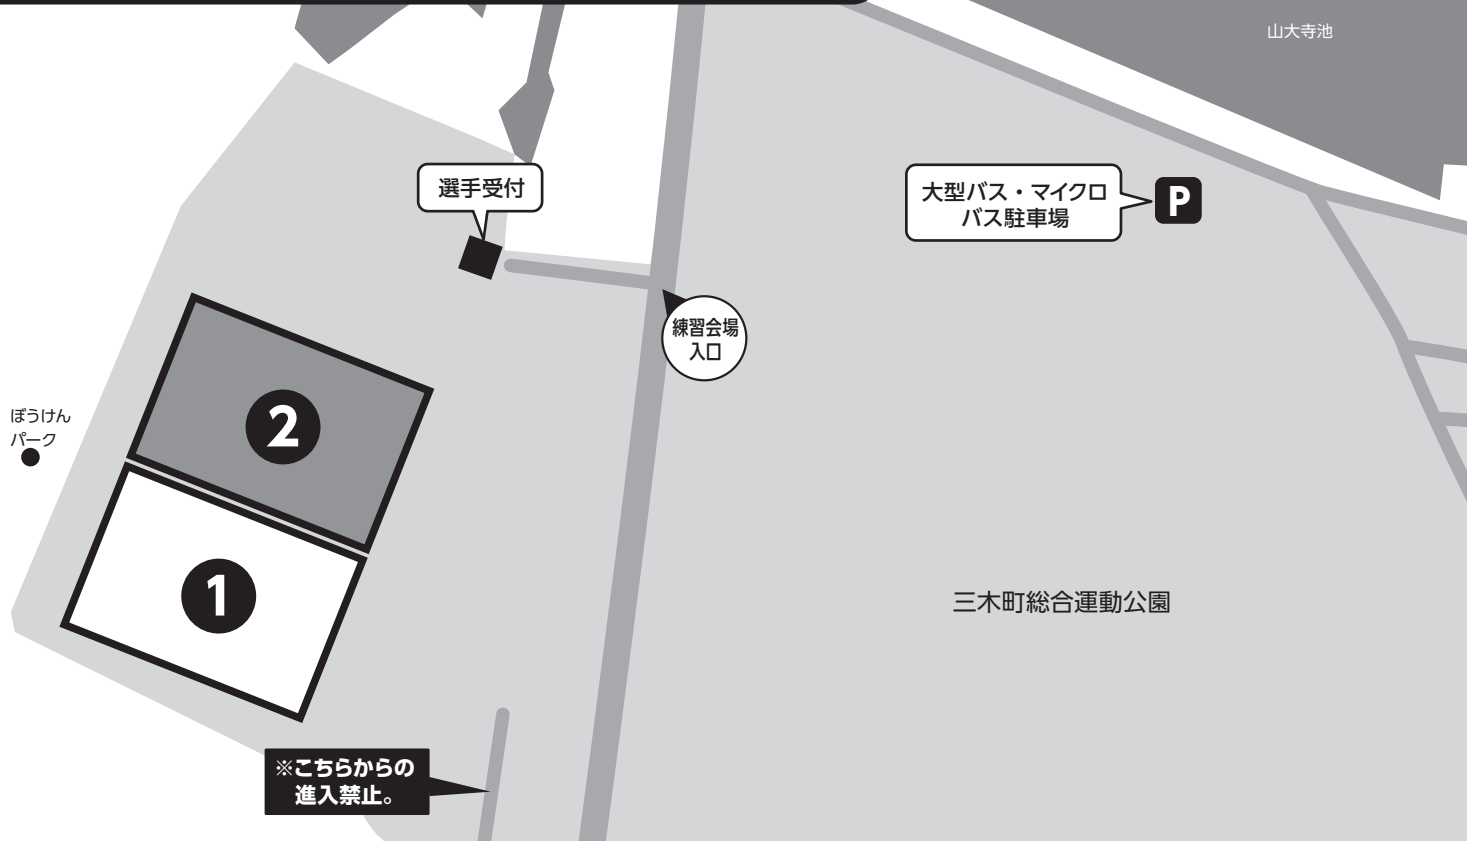 山大寺池
選手受付
大型バス・マイクロ
バス駐車場
P
練習会場
入口
2
ぼうけん
パーク
1
三木町総合運動公園
※こちらからの
進入禁止。